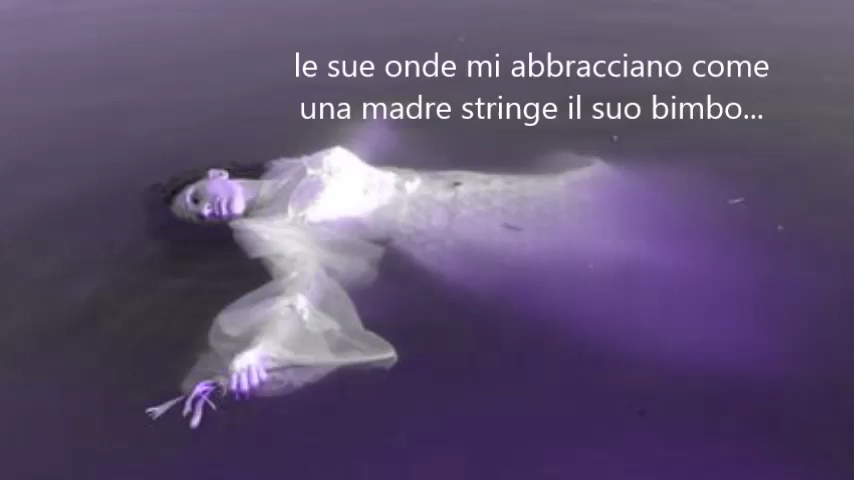 le sue onde mi abbracciano come
una madre stringe il suo bimbo...